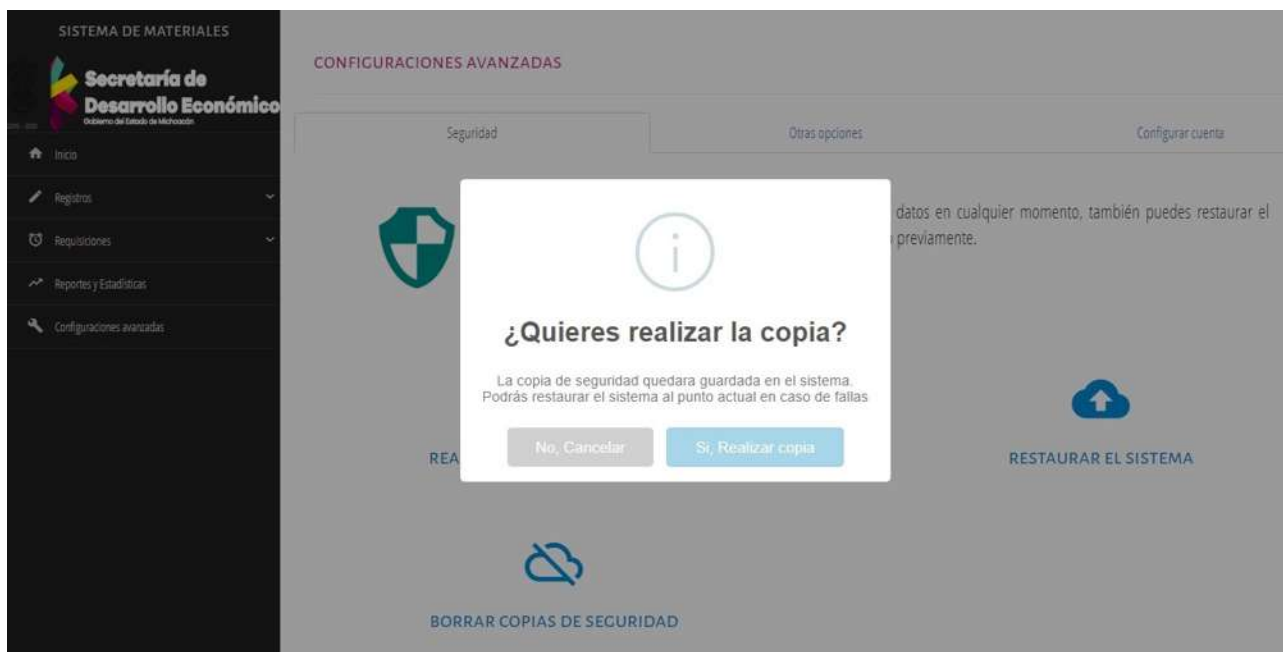 SISTEMA DE MATERIALES
Secretaría de
Desarrollo Económico
Gobierno del Estado de Michoacán
Inicio
Registros
Requisiciones
Reportes y Estadísticas
Configuraciones avanzadas
CONFIGURACIONES AVANZADAS
Seguridad
Otras opciones
Configurar cuenta
datos en cualquier momento, también puedes restaurar el
previamente.
¿Quieres realizar la copia?
La copia de seguridad quedara guardada en el sistema.
Podrás restaurar el sistema al punto actual en caso de fallas
No, Cancelar
Si, Realizar copia
REA
RESTAURAR EL SISTEMA
BORRAR COPIAS DE SEGURIDAD